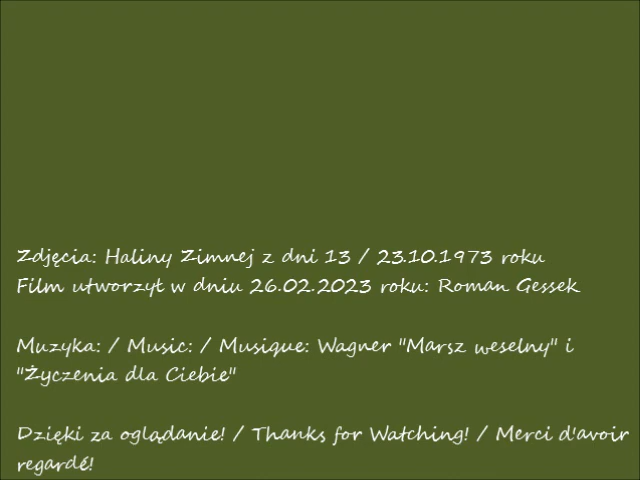 Zdjęcia: Haliny Zimnej z dni 13 / 23.10.1973 roku
Film utworzył w dniu 26.02.2023 roku: Roman Gessek
Muzyka: / Music: / Musique: Wagner "Marsz weselny" i
"Życzenia dla Ciebie"
Dzięki za oglądanie! / Thanks for Watching! / Merci d'avoir
regardé!